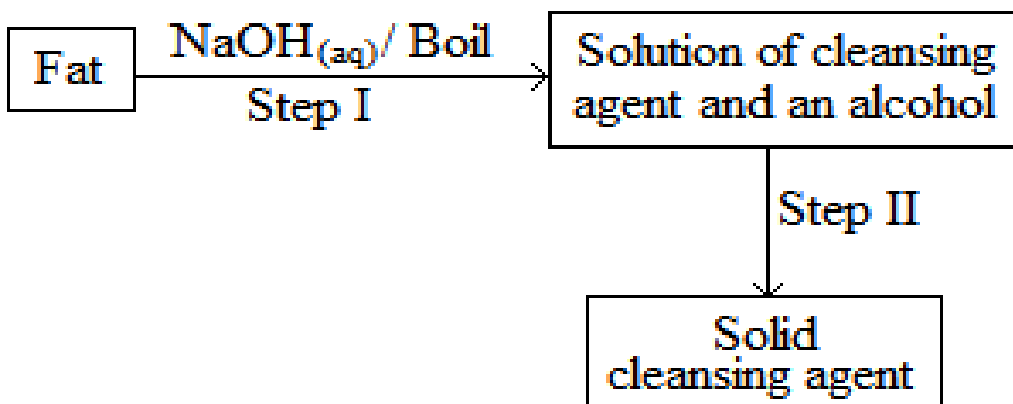 Fat
NaOH(aq)/ Boil
Step I
Solution of cleansing
agent and an alcohol
Step II
Solid
cleansing agent